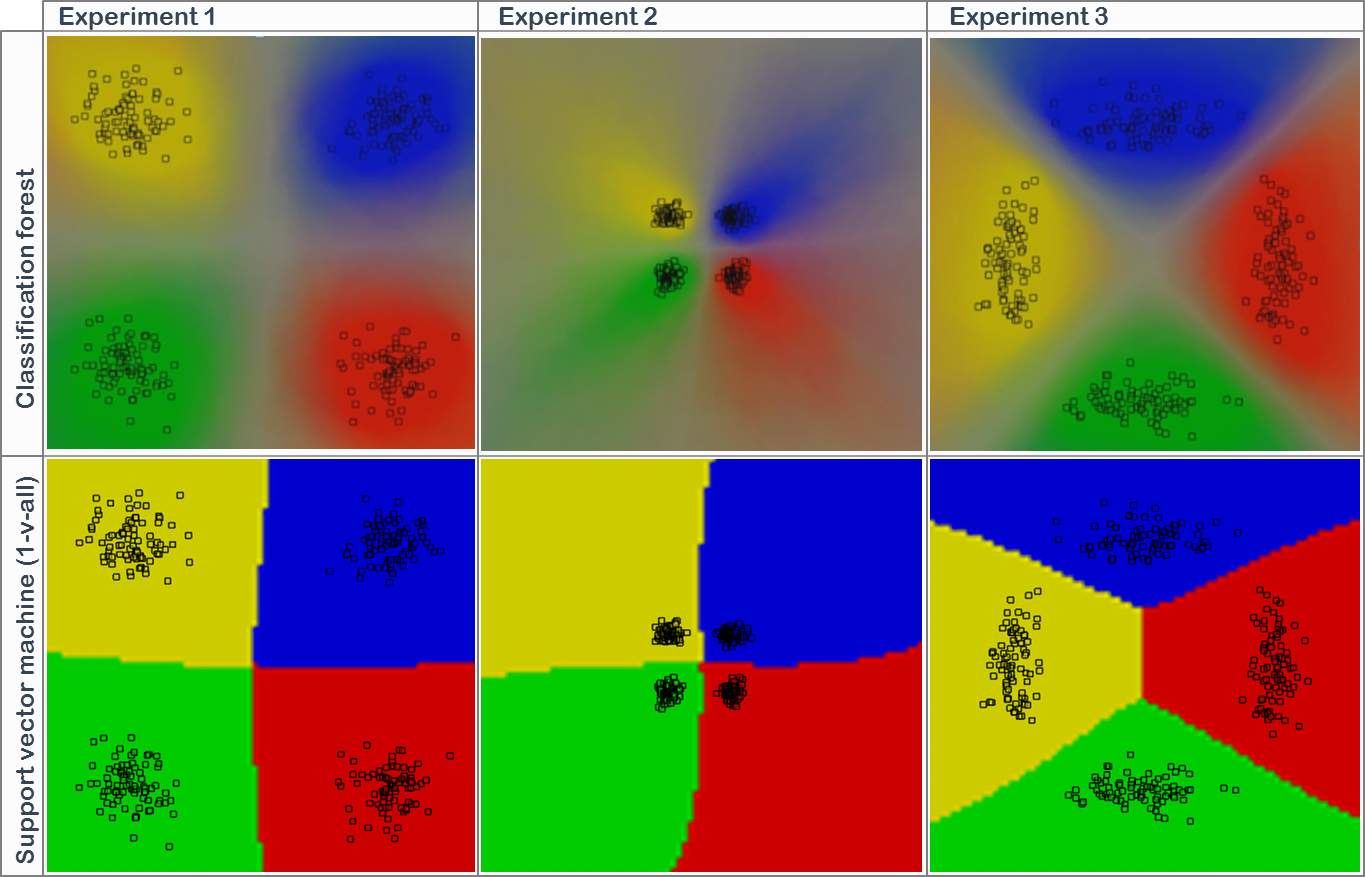 Experiment 1
Experiment 2
Experiment 3
Classification forest
Support vector machine (1-v-all)